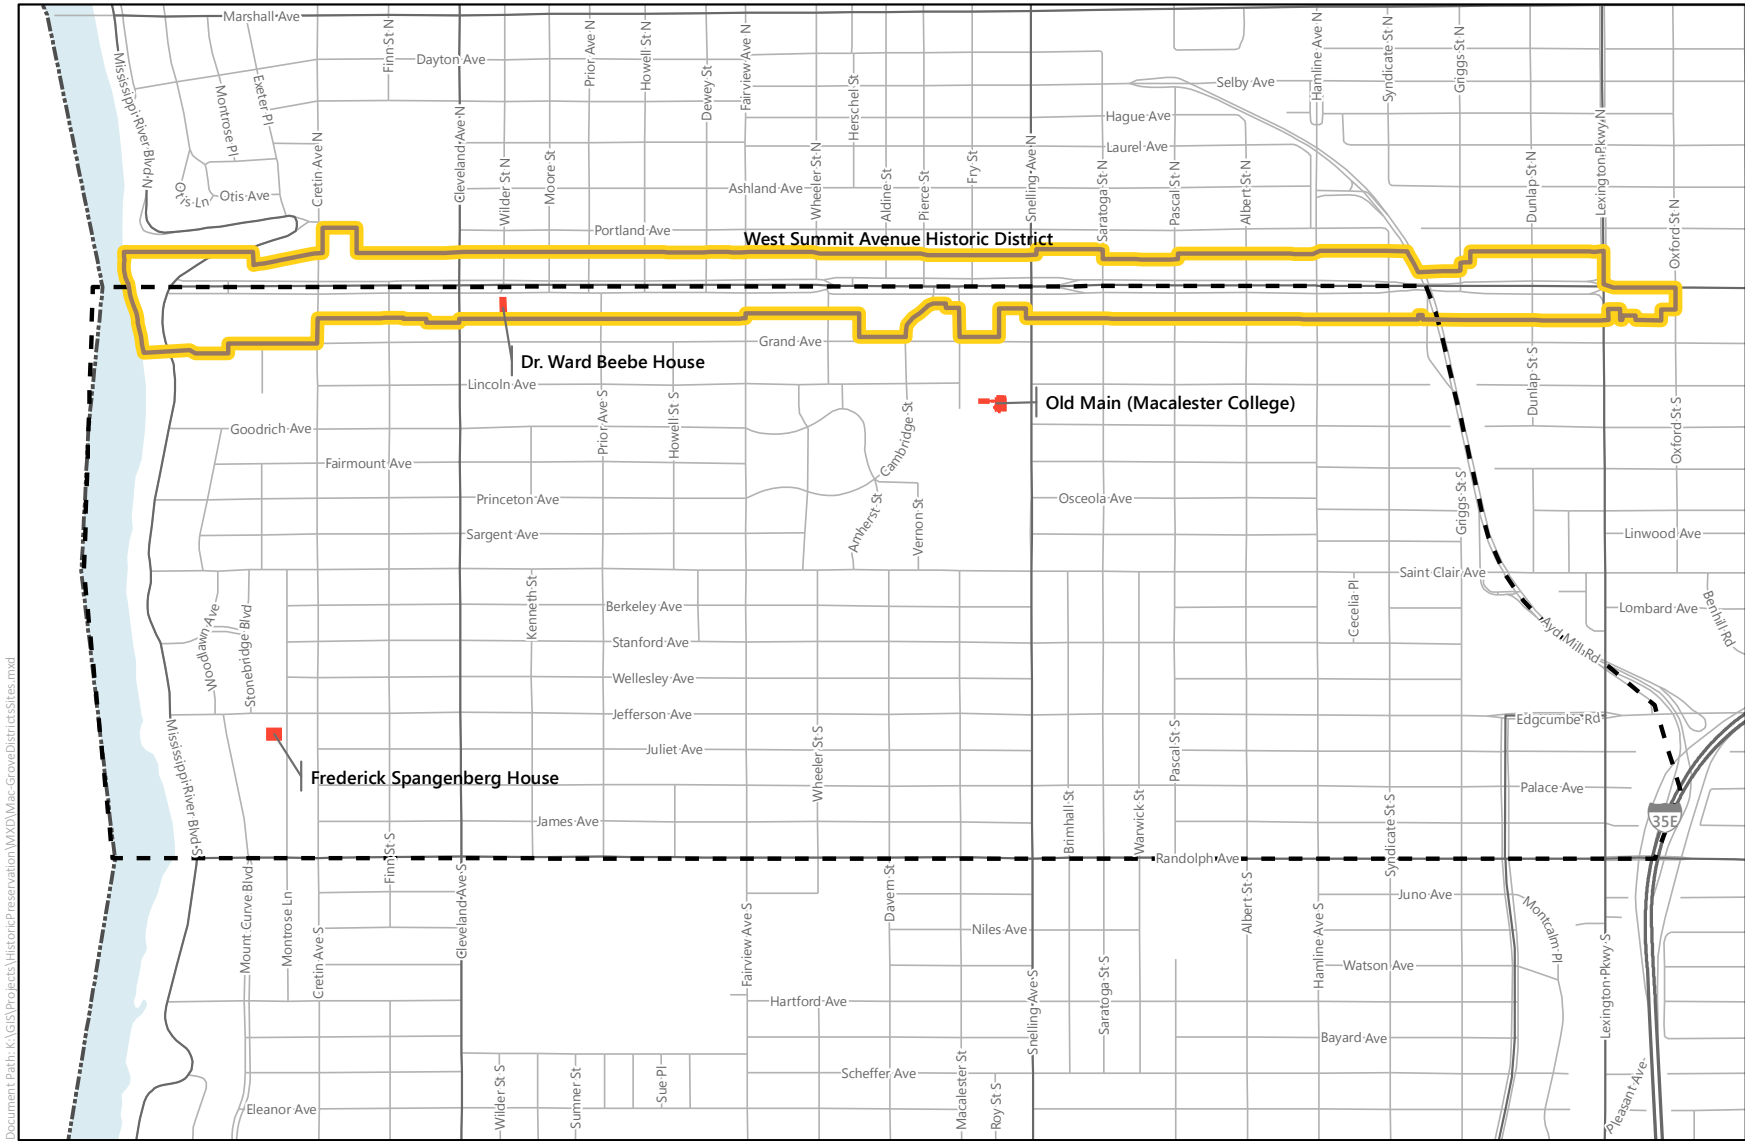 Marshall Ave
Finn St N
Prior Ave N
Howell St N
Dewey St
Fairview Ave N
Hamline Ave N
Syndicate St N
Griggs St N
Mississippi River Blvd N
Montrose Pl
Exeter Pl
Dayton Ave
Selby Ave
Herschel St
Hague Ave
Laurel Ave
Cretin Ave N
Cleveland Ave N
Wilder St N
Moore St
Wheeler St N
Aldine St
Pierce St
Fry St
Snelling Ave N
Saratoga St N
Pascal St N
Albert St N
Dunlap St N
Lexington Pkwy N
Oxford St N
Otis Ln
Otis Ave
Ashland Ave
Portland Ave
West Summit Avenue Historic District
Grand Ave
Dr. Ward Beebe House
Lincoln Ave
Old Main (Macalester College)
Prior Ave S
Howell St S
Cambridge St
Dunlap St S
Oxford St S
Goodrich Ave
Fairmount Ave
Princeton Ave
Osceola Ave
Amherst St
Vernon St
Griggs St S
Sargent Ave
Linwood Ave
Saint Clair Ave
Kenneth St
Cecelia Pl
Berkeley Ave
Lombard Ave
Benhill Rd
Woodlawn Ave
Stonebridge Blvd
Stanford Ave
Ayd Mill Rd
Wellesley Ave
Jefferson Ave
Edgcumbe Rd
Mississippi River Blvd S
Juliet Ave
Wheeler St S
Pascal St S
Frederick Spangenberg House
Palace Ave
Brimhall St
Warwick St
Syndicate St S
James Ave
35E
Randolph Ave
Finn St S
Mount Curve Blvd
Montrose Ln
Cretin Ave S
Cleveland Ave S
Fairview Ave S
Davern St
Albert St S
Hamline Ave S
Juno Ave
Montcalm Pl
Niles Ave
Snelling Ave S
Saratoga St S
Watson Ave
Lexington Pkwy S
Hartford Ave
Bayard Ave
Scheffer Ave
Wilder St S
Sumner St
Sue Pl
Macalester St
Roy St S
Pleasant Ave
Eleanor Ave
Document Path: K:\GIS\Projects\HistoricPreservation\MXD\Mac-GroveDistrictsSites.mxd